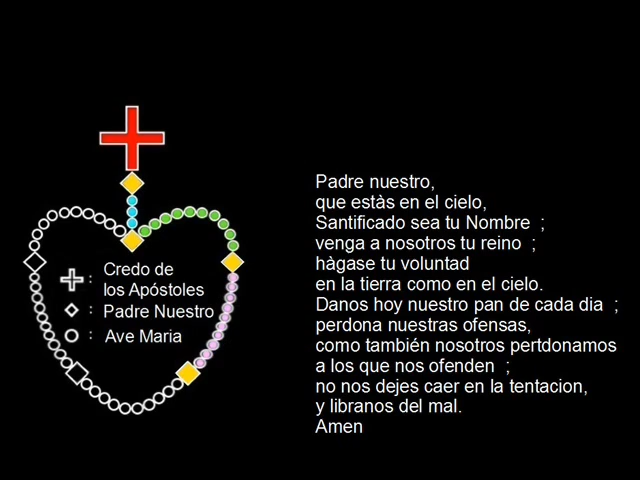 Credo de
los Apóstoles
Padre Nuestro
Ave Maria
Padre nuestro,
que estàs en el cielo,
Santificado sea tu Nombre ;
venga a nosotros tu reino ;
hàgase tu voluntad
en la tierra como en el cielo.
Danos hoy nuestro pan de cada dia ;
perdona nuestras ofensas,
como también nosotros pertdonamos
a los que nos ofenden ;
no nos dejes caer en la tentacion,
y libranos del mal.
Amen